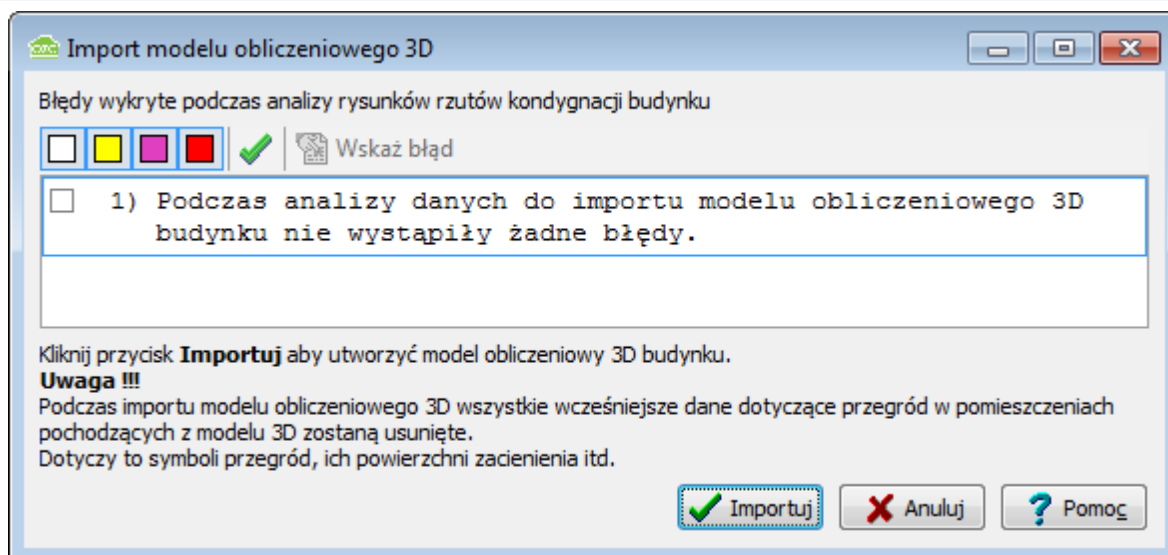 Import modelu obliczeniowego 3D
Błędy wykryte podczas analizy rysunków rzutów kondygnacji budynku
Wskaż błąd
1) Podczas analizy danych do importu modelu obliczeniowego 3D
budynku nie wystąpiły żadne błędy.
Kliknij przycisk Importuj aby utworzyć model obliczeniowy 3D budynku.
Uwaga !!!
Podczas importu modelu obliczeniowego 3D wszystkie wcześniejsze dane dotyczące przegród w pomieszczeniach
pochodzących z modelu 3D zostaną usunięte.
Dotyczy to symboli przegród, ich powierzchni zacienienia itd.
Importuj Anuluj Pomoc